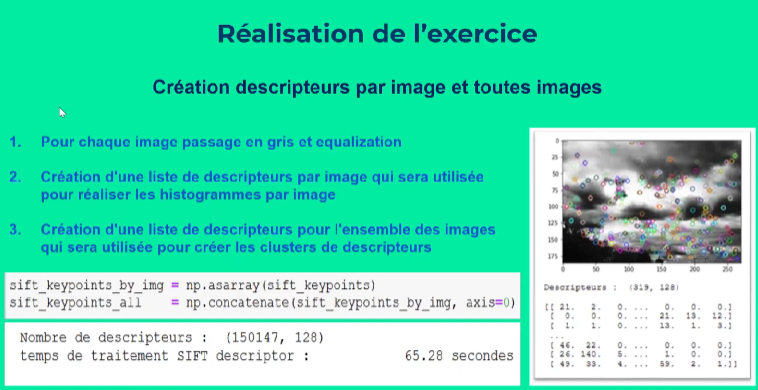 Réalisation de l'exercice
Création descripteurs par image et toutes images
1. Pour chaque image passage en gris et equalization
2. Création d'une liste de descripteurs par image qui sera utilisée
pour réaliser les histogrammes par image
3. Création d'une liste de descripteurs pour l'ensemble des images
qui sera utilisée pour créer les clusters de descripteurs
sift_keypoints_by_img = np.asarray(sift_keypoints)
sift_keypoints_all = np.concatenate(sift_keypoints_by_img, axis=0)
Nombre de descripteurs : (150147, 128)
temps de traitement SIFT descriptor : 65.28 secondes
0
25
50
75
100
125
150
175
0 50 100 150 200 250
Descripteurs : (319, 128)
[[ 21. 2. 0. ... 0. 0. 0.]
[ 0. 0. 0. ... 21. 13. 12.]
[ 1. 1. 0. ... 13. 1. 3.]
...
[ 46. 22. 0. ... 0. 0. 0.]
[ 26. 140. 5. ... 1. 0. 0.]
[ 49. 33. 4. ... 59. 2. 1.]]